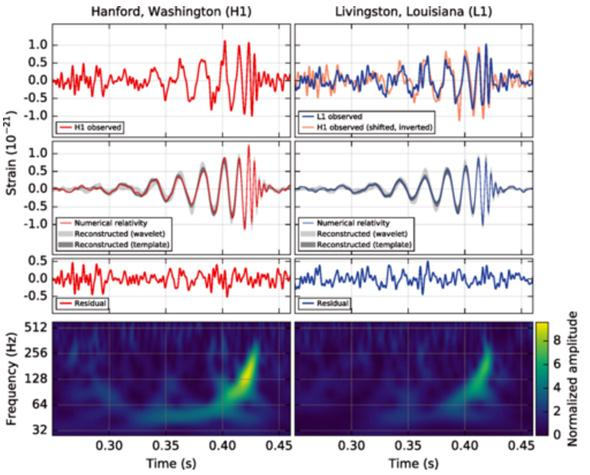 Hanford, Washington (H1)
Livingston, Louisiana (L1)
Strain (10⁻²¹)
1.0
0.5
0.0
-0.5
-1.0
H1 observed
L1 observed
H1 observed (shifted, inverted)
1.0
0.5
0.0
-0.5
-1.0
Numerical relativity
Reconstructed (wavelet)
Reconstructed (template)
Numerical relativity
Reconstructed (wavelet)
Reconstructed (template)
0.5
0.0
-0.5
Residual
Residual
Frequency (Hz)
512
256
128
64
32
Normalized amplitude
8
6
4
2
0
0.30 0.35 0.40 0.45
0.30 0.35 0.40 0.45
Time (s)
Time (s)